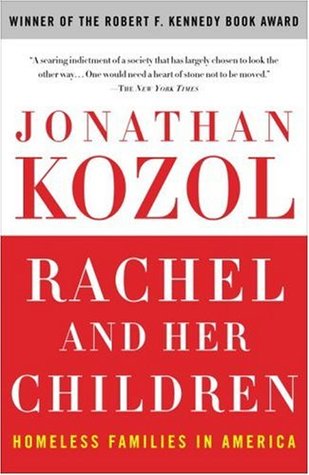 WINNER OF THE ROBERT F. KENNEDY BOOK AWARD
"A searing indictment of a society that has largely chosen to look the
other way... One would need a heart of stone not to be moved."
—THE NEW YORK TIMES
JONATHAN
KOZOL
RACHEL
AND HER
CHILDREN
HOMELESS FAMILIES IN AMERICA